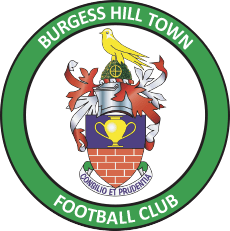 BURGESS HILL TOWN
CONSILIO ET PRUDENTIA
FOOTBALL CLUB